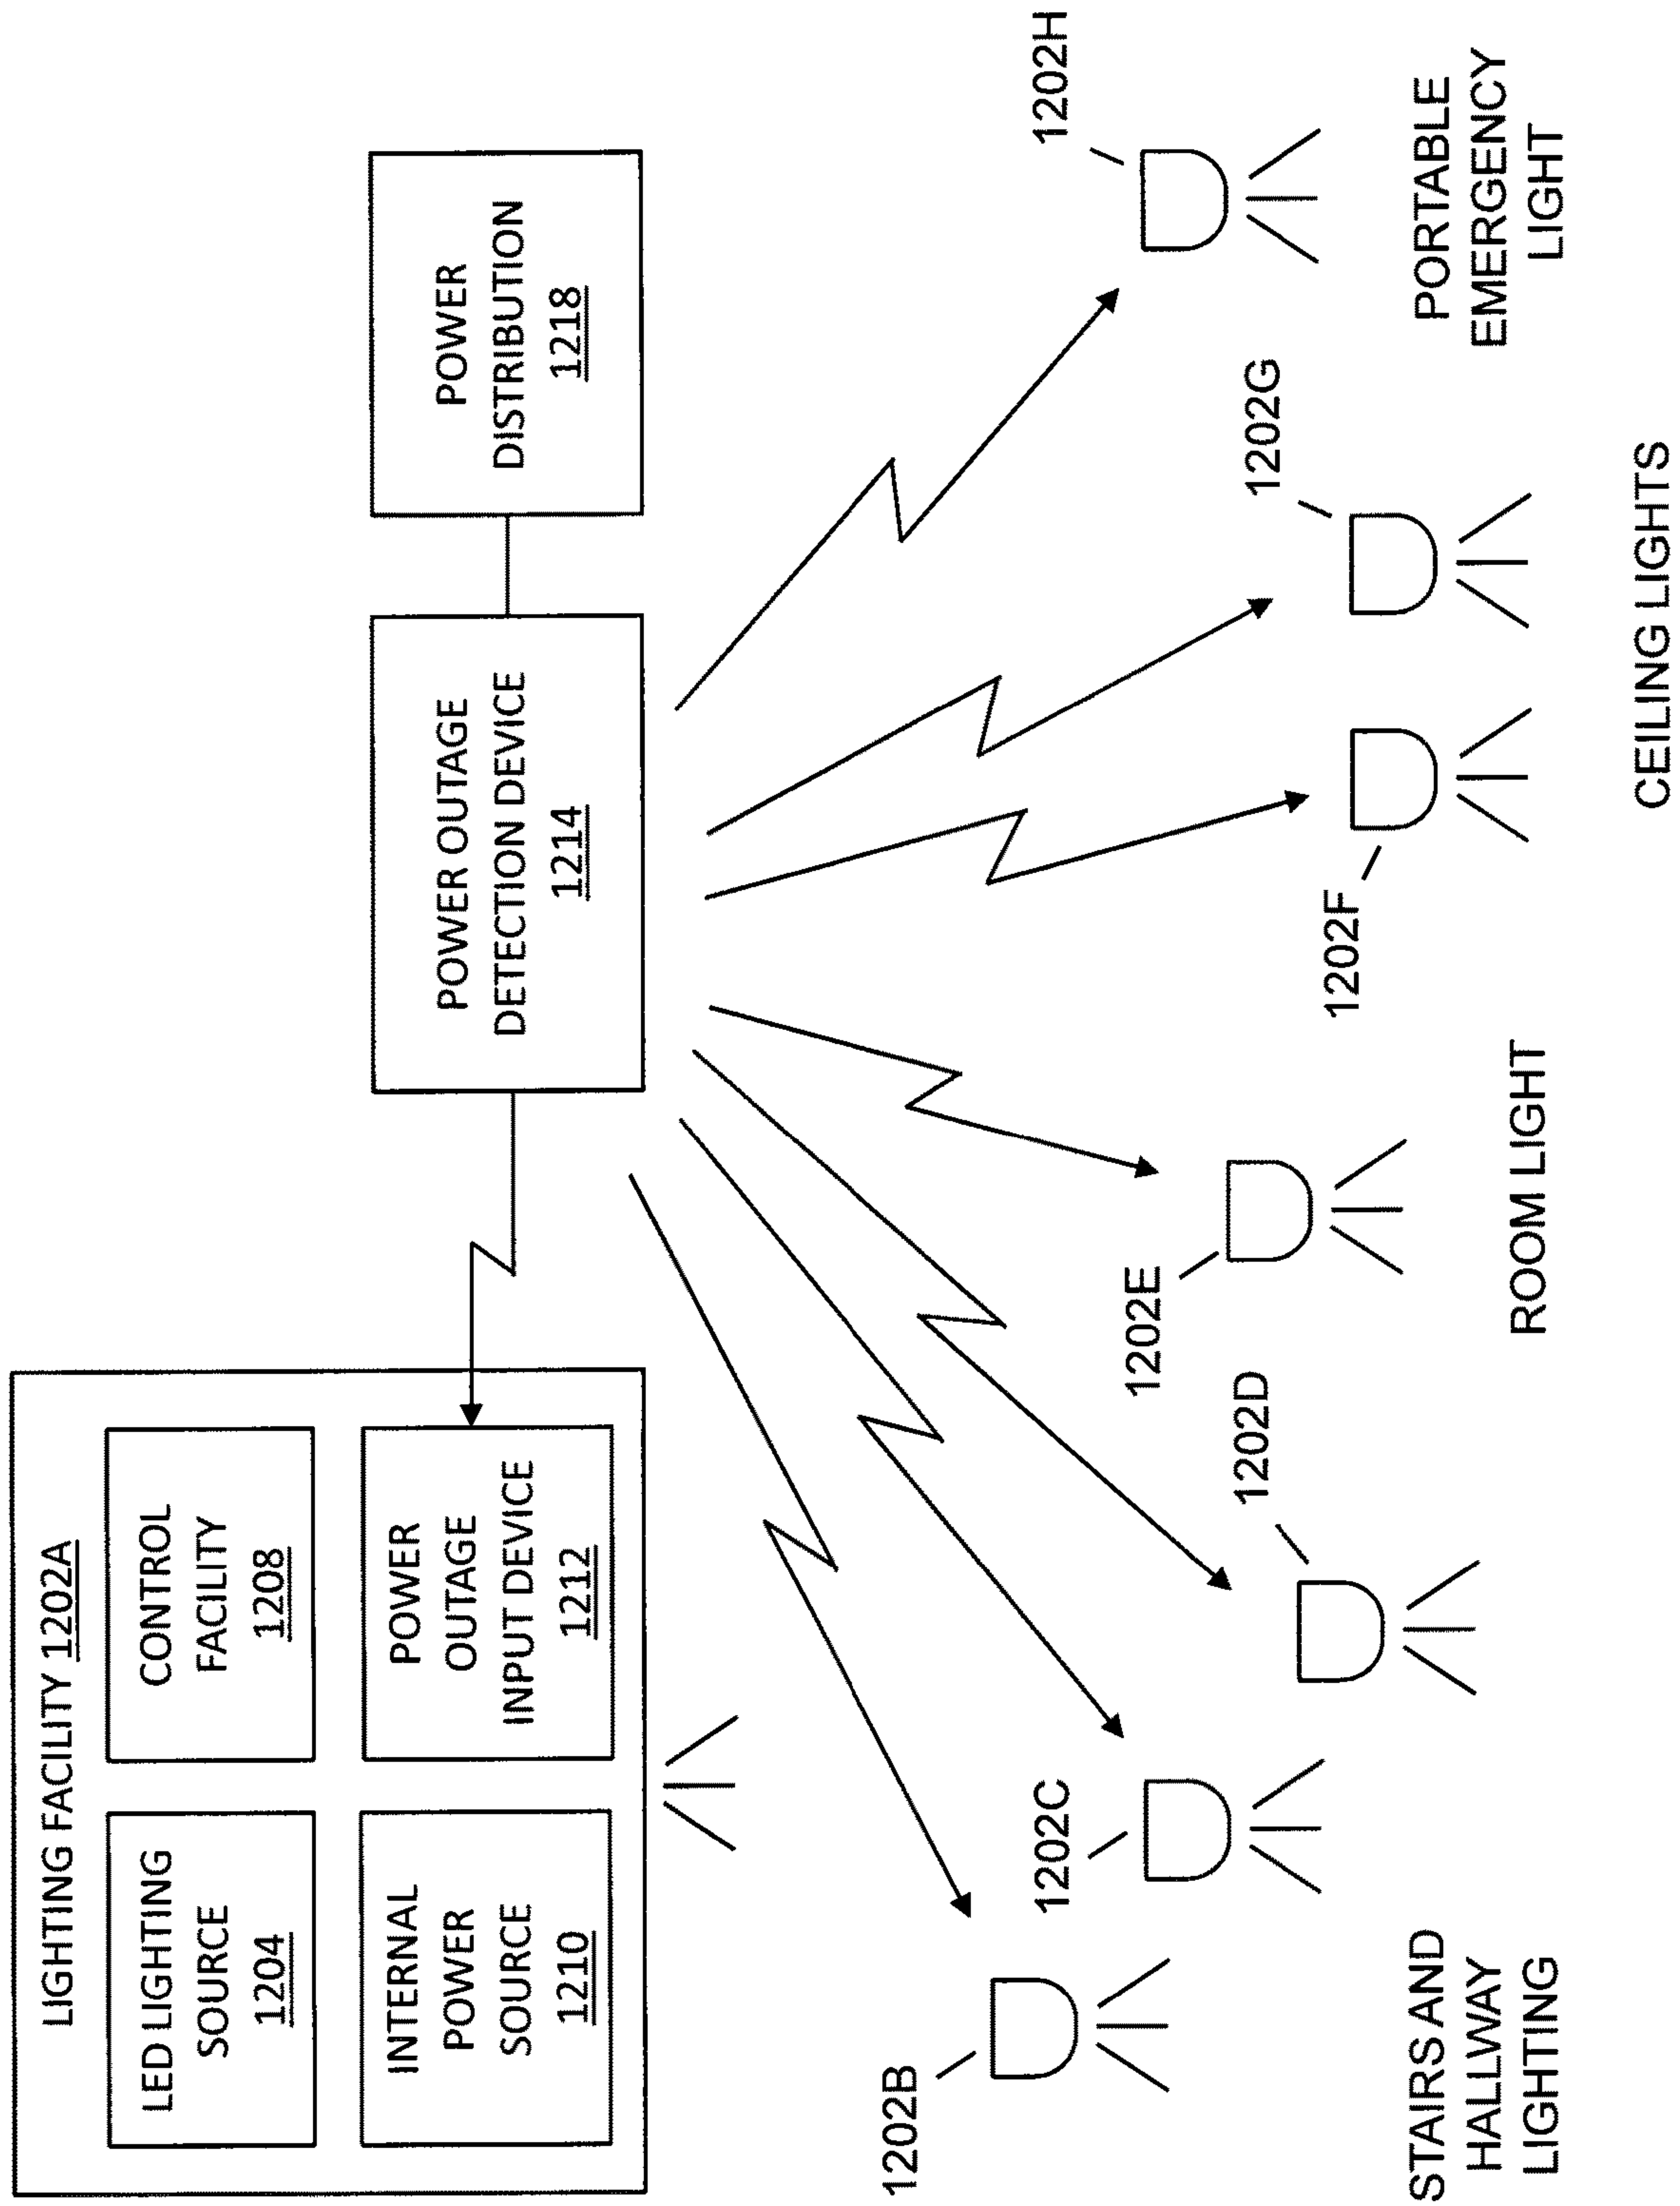 LIGHTING FACILITY 1202A
LED LIGHTING
SOURCE
1204
CONTROL
FACILITY
1208
INTERNAL
POWER
SOURCE
1210
POWER
OUTAGE
INPUT DEVICE
1212
POWER OUTAGE
DETECTION DEVICE
1214
POWER
DISTRIBUTION
1218
1202B
1202C
1202D
1202E
1202F
1202G
1202H
STAIRS AND
HALLWAY
LIGHTING
ROOM LIGHT
CEILING LIGHTS
PORTABLE
EMERGENCY
LIGHT